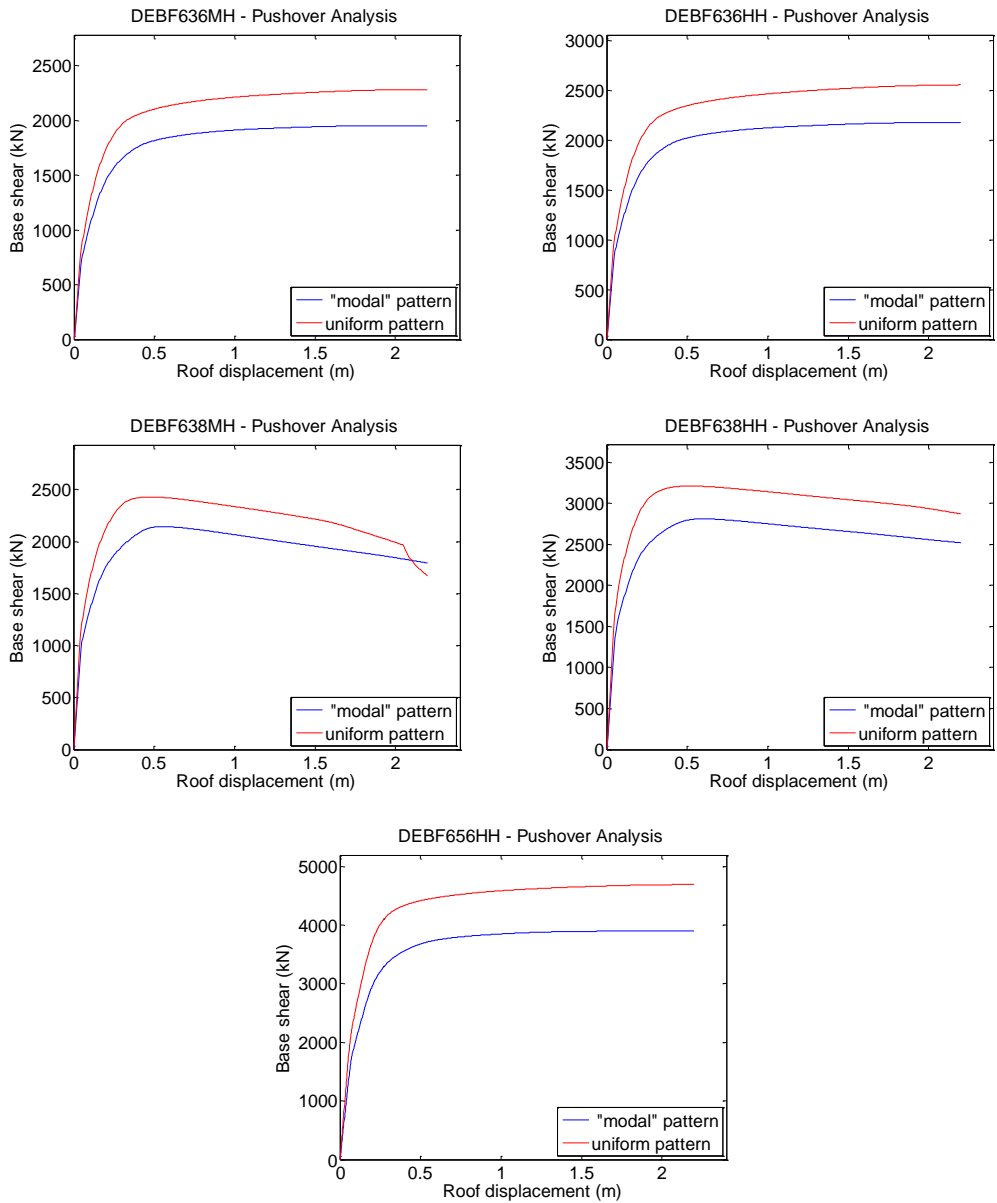 DEBF636MH - Pushover Analysis
2500
2000
1500
1000
500
0
Base shear (kN)
0 0.5 1 1.5 2
Roof displacement (m)
"modal" pattern
uniform pattern
DEBF636HH - Pushover Analysis
3000
2500
2000
1500
1000
500
0
Base shear (kN)
0 0.5 1 1.5 2
Roof displacement (m)
"modal" pattern
uniform pattern
DEBF638MH - Pushover Analysis
2500
2000
1500
1000
500
0
Base shear (kN)
0 0.5 1 1.5 2
Roof displacement (m)
"modal" pattern
uniform pattern
DEBF638HH - Pushover Analysis
3500
3000
2500
2000
1500
1000
500
0
Base shear (kN)
0 0.5 1 1.5 2
Roof displacement (m)
"modal" pattern
uniform pattern
DEBF656HH - Pushover Analysis
5000
4000
3000
2000
1000
0
Base shear (kN)
0 0.5 1 1.5 2
Roof displacement (m)
"modal" pattern
uniform pattern